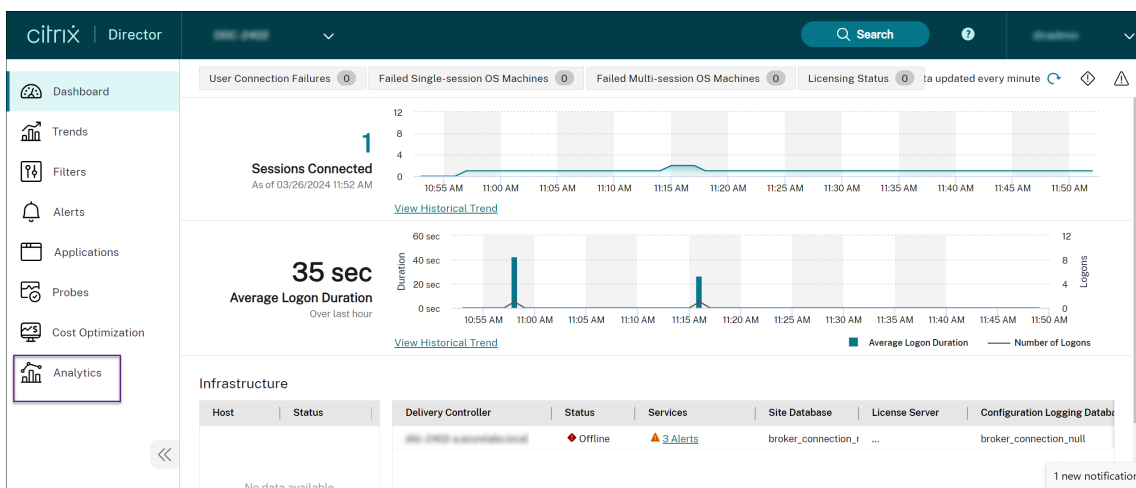 citrix | Director
Search
?
User Connection Failures 0 Failed Single-session OS Machines 0 Failed Multi-session OS Machines 0 Licensing Status 0 ta updated every minute
Dashboard
Trends
Filters
Alerts
Applications
Probes
Cost Optimization
Analytics
1
Sessions Connected
As of 03/26/2024 11:52 AM
12
8
4
0
10:55 AM 11:00 AM 11:05 AM 11:10 AM 11:15 AM 11:20 AM 11:25 AM 11:30 AM 11:35 AM 11:40 AM 11:45 AM 11:50 AM
View Historical Trend
35 sec
Average Logon Duration
Over last hour
Duration
60 sec
40 sec
20 sec
0 sec
12
8
4
0
Logons
10:55 AM 11:00 AM 11:05 AM 11:10 AM 11:15 AM 11:20 AM 11:25 AM 11:30 AM 11:35 AM 11:40 AM 11:45 AM 11:50 AM
View Historical Trend
Average Logon Duration Number of Logons
Infrastructure
Host Status
No data available
Delivery Controller Status Services Site Database License Server Configuration Logging Databa
Offline 3 Alerts broker_connection_r ... broker_connection_null
1 new notification